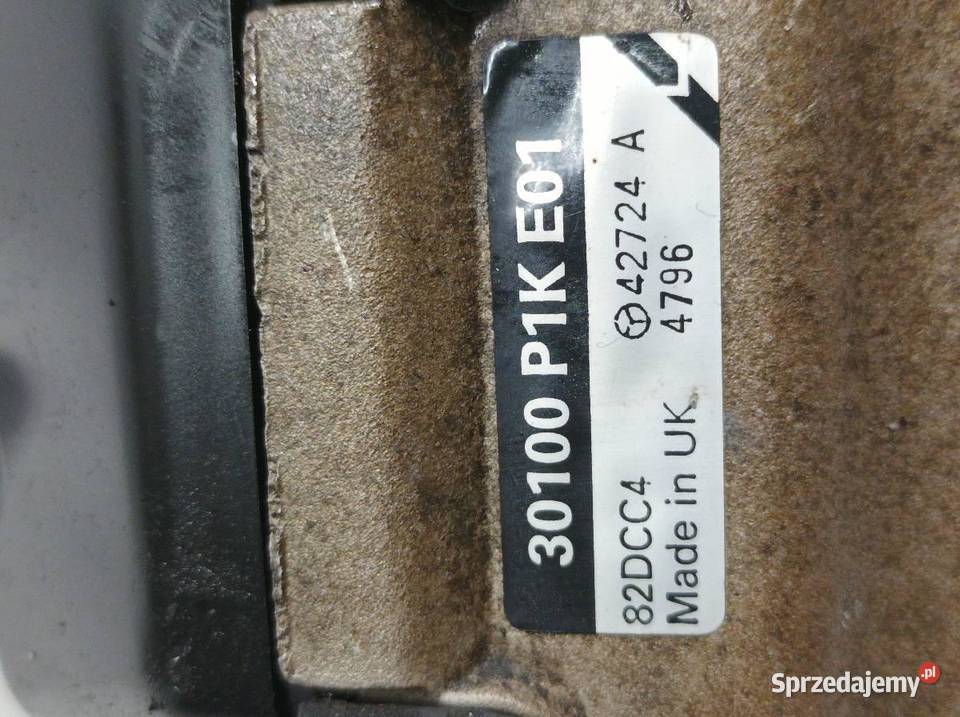 30100 P1K E01
42724 A
82DCC4 4796
Made in UK
Sprzedajemy.pl